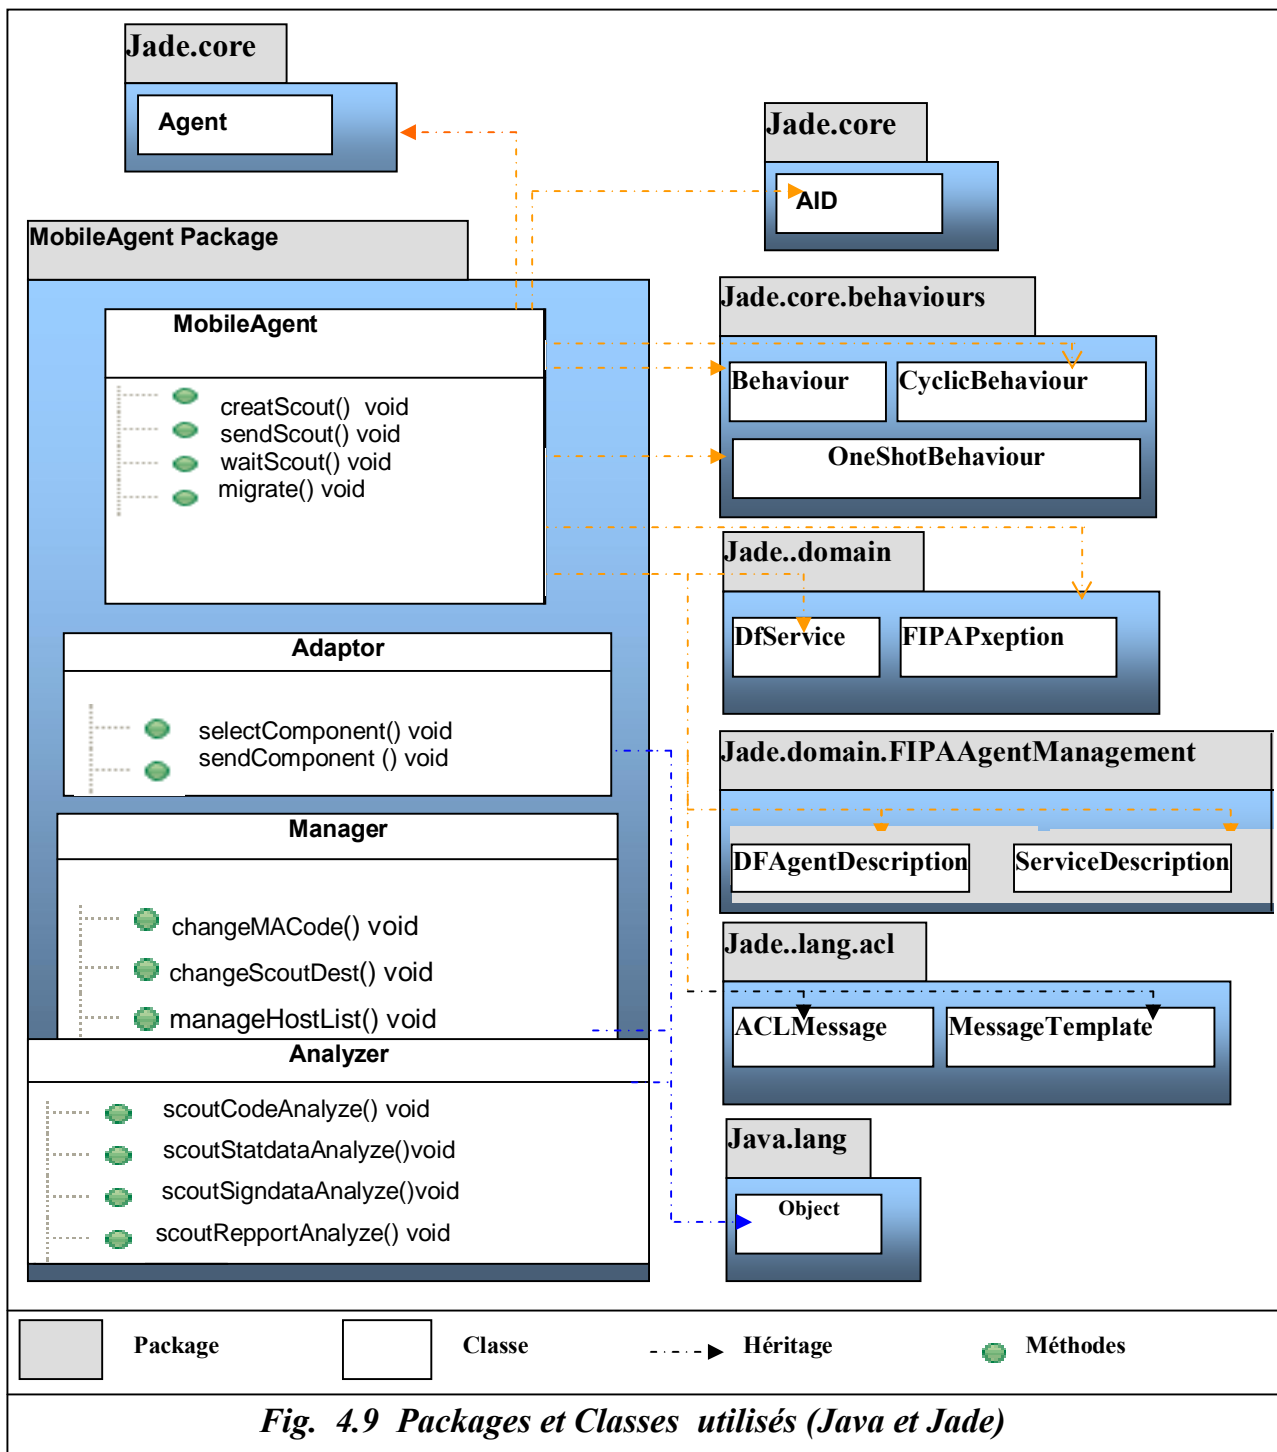 Jade.core
Agent
Jade.core
AID
MobileAgent Package
MobileAgent
creatScout()  void
sendScout() void
waitScout() void
migrate() void
Adaptor
selectComponent() void
sendComponent () void
Manager
changeMACode() void
changeScoutDest() void
manageHostList() void
Analyzer
scoutCodeAnalyze() void
scoutStatdataAnalyze()void
scoutSigndataAnalyze()void
scoutRepportAnalyze() void
Jade.core.behaviours
Behaviour
CyclicBehaviour
OneShotBehaviour
Jade..domain
DfService
FIPAPxeption
Jade.domain.FIPAAgentManagement
DFAgentDescription
ServiceDescription
Jade..lang.acl
ACLMessage
MessageTemplate
Java.lang
Object
Package
Classe
Héritage
Méthodes
Fig.  4.9  Packages et Classes  utilisés (Java et Jade)